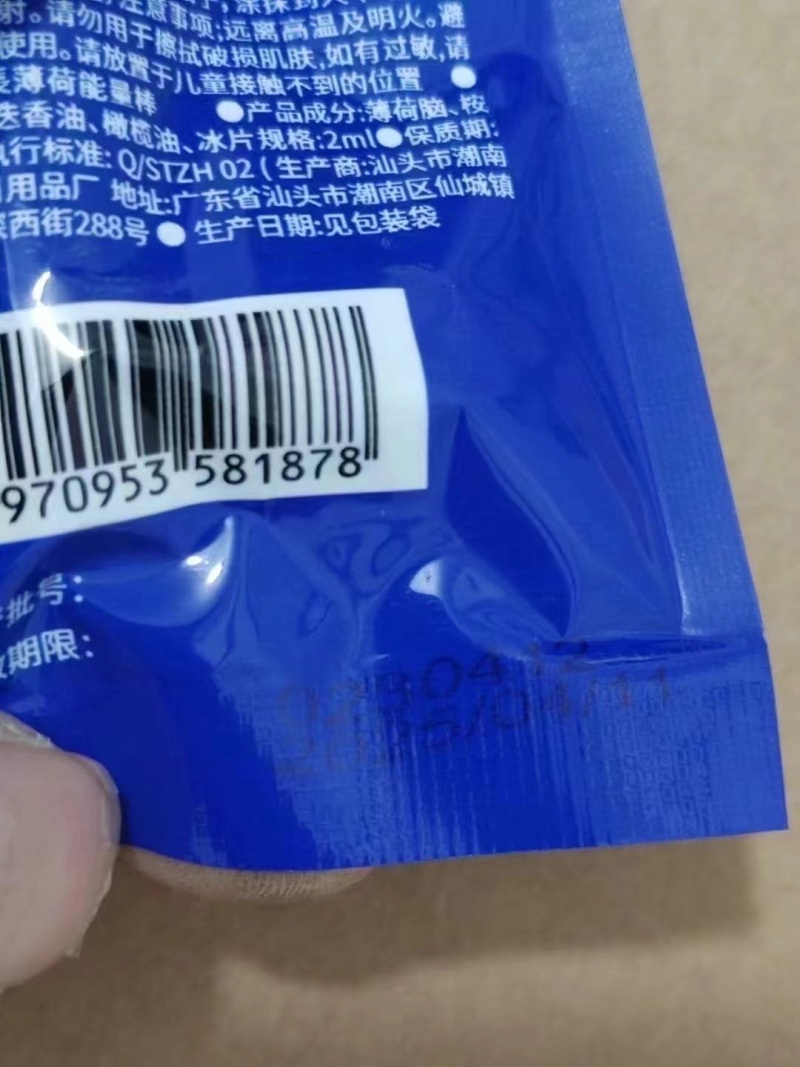 注意事项:远离高温及明火。避
射。请勿用于擦拭破损肌肤,如有过敏,请
使用。请放置于儿童接触不到的位置 ●
薄荷能量棒 ●产品成分:薄荷脑、桉
迭香油、橄榄油、冰片规格:2ml●保质期:
执行标准: Q/STZH 02 ( 生产商:汕头市潮南
用品厂 地址:广东省汕头市潮南区仙城镇
西街288号 ● 生产日期:见包装袋
970953 581878
批号:
期限:
0412
2025/04/11